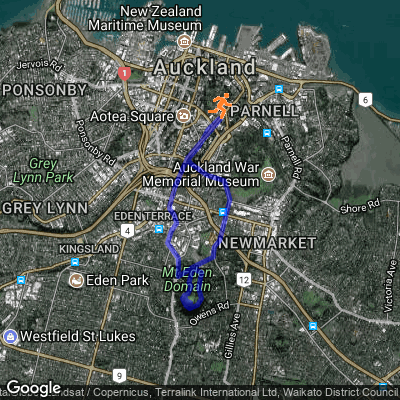 New Zealand
Maritime Museum
Jervois Rd
Auckland
1
PONSONBY
6
PARNELL
Aotea Square
Ponsonby Rd
Parnell Rd
Grey
Lynn Park
Auckland War
Memorial Museum
GREY LYNN
EDEN TERRACE
Shore Rd
4
KINGSLAND
NEWMARKET
Eden Park
Mt Eden
Domain
12
Victoria Ave
Owens Rd
Westfield St Lukes
Gillies Ave
9
Google
andsat / Copernicus, Terralink International Ltd, Waikato District Council